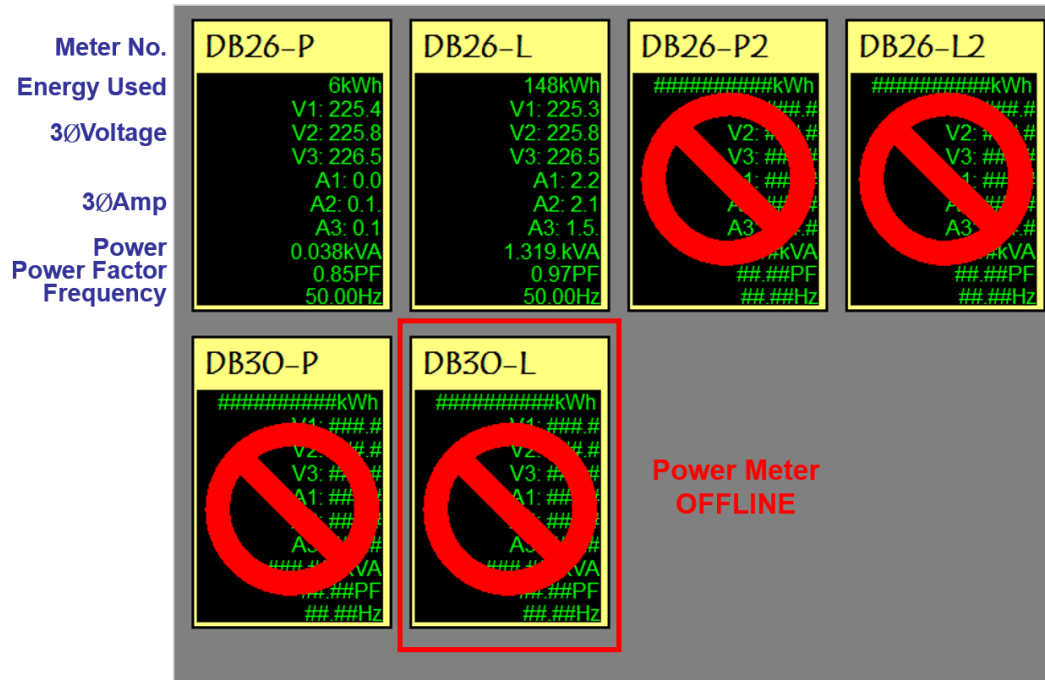 Meter No.
Energy Used
3ØVoltage
3ØAmp
Power
Power Factor
Frequency
DB26-P
6kWh
V1: 225.4
V2: 225.8
V3: 226.5
A1: 0.0
A2: 0.1.
A3: 0.1
0.038kVA
0.85PF
50.00Hz
DB26-L
148kWh
V1: 225.3
V2: 225.8
V3: 226.5
A1: 2.2
A2: 2.1
A3: 1.5.
1.319.kVA
0.97PF
50.00Hz
DB26-P2
###########kWh
V2:
V3:
A3:
##.##PF
##.##Hz
DB26-L2
###########kWh
V2:
V3:
##.##PF
##.##Hz
DB30-P
###########kWh
V3:
##.##Hz
DB30-L
###########kWh
V3:
##.##Hz
Power Meter
OFFLINE